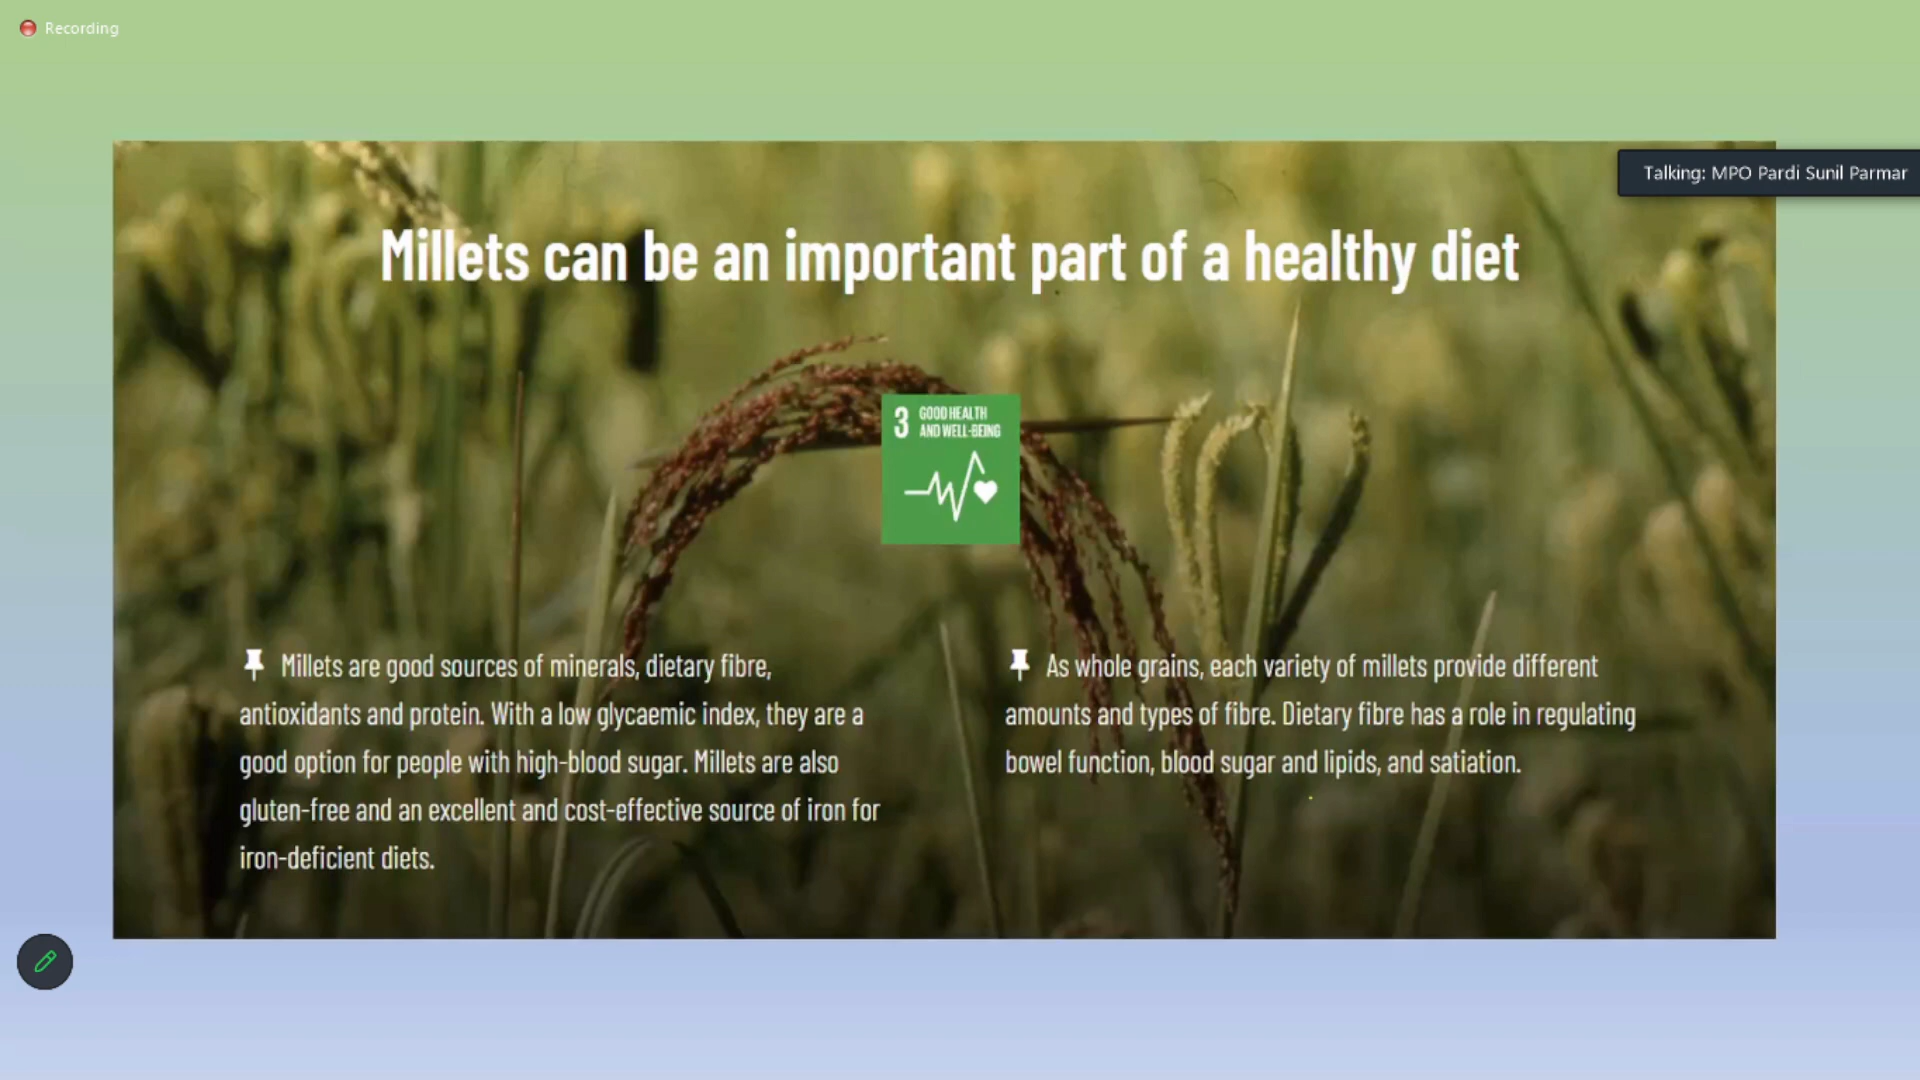 Recording
Talking: MPO Pardi Sunil Parmar
Millets can be an important part of a healthy diet
3 GOOD HEALTH
AND WELL-BEING
Millets are good sources of minerals, dietary fibre,
antioxidants and protein. With a low glycaemic index, they are a
good option for people with high-blood sugar. Millets are also
gluten-free and an excellent and cost-effective source of iron for
iron-deficient diets.
As whole grains, each variety of millets provide different
amounts and types of fibre. Dietary fibre has a role in regulating
bowel function, blood sugar and lipids, and satiation.